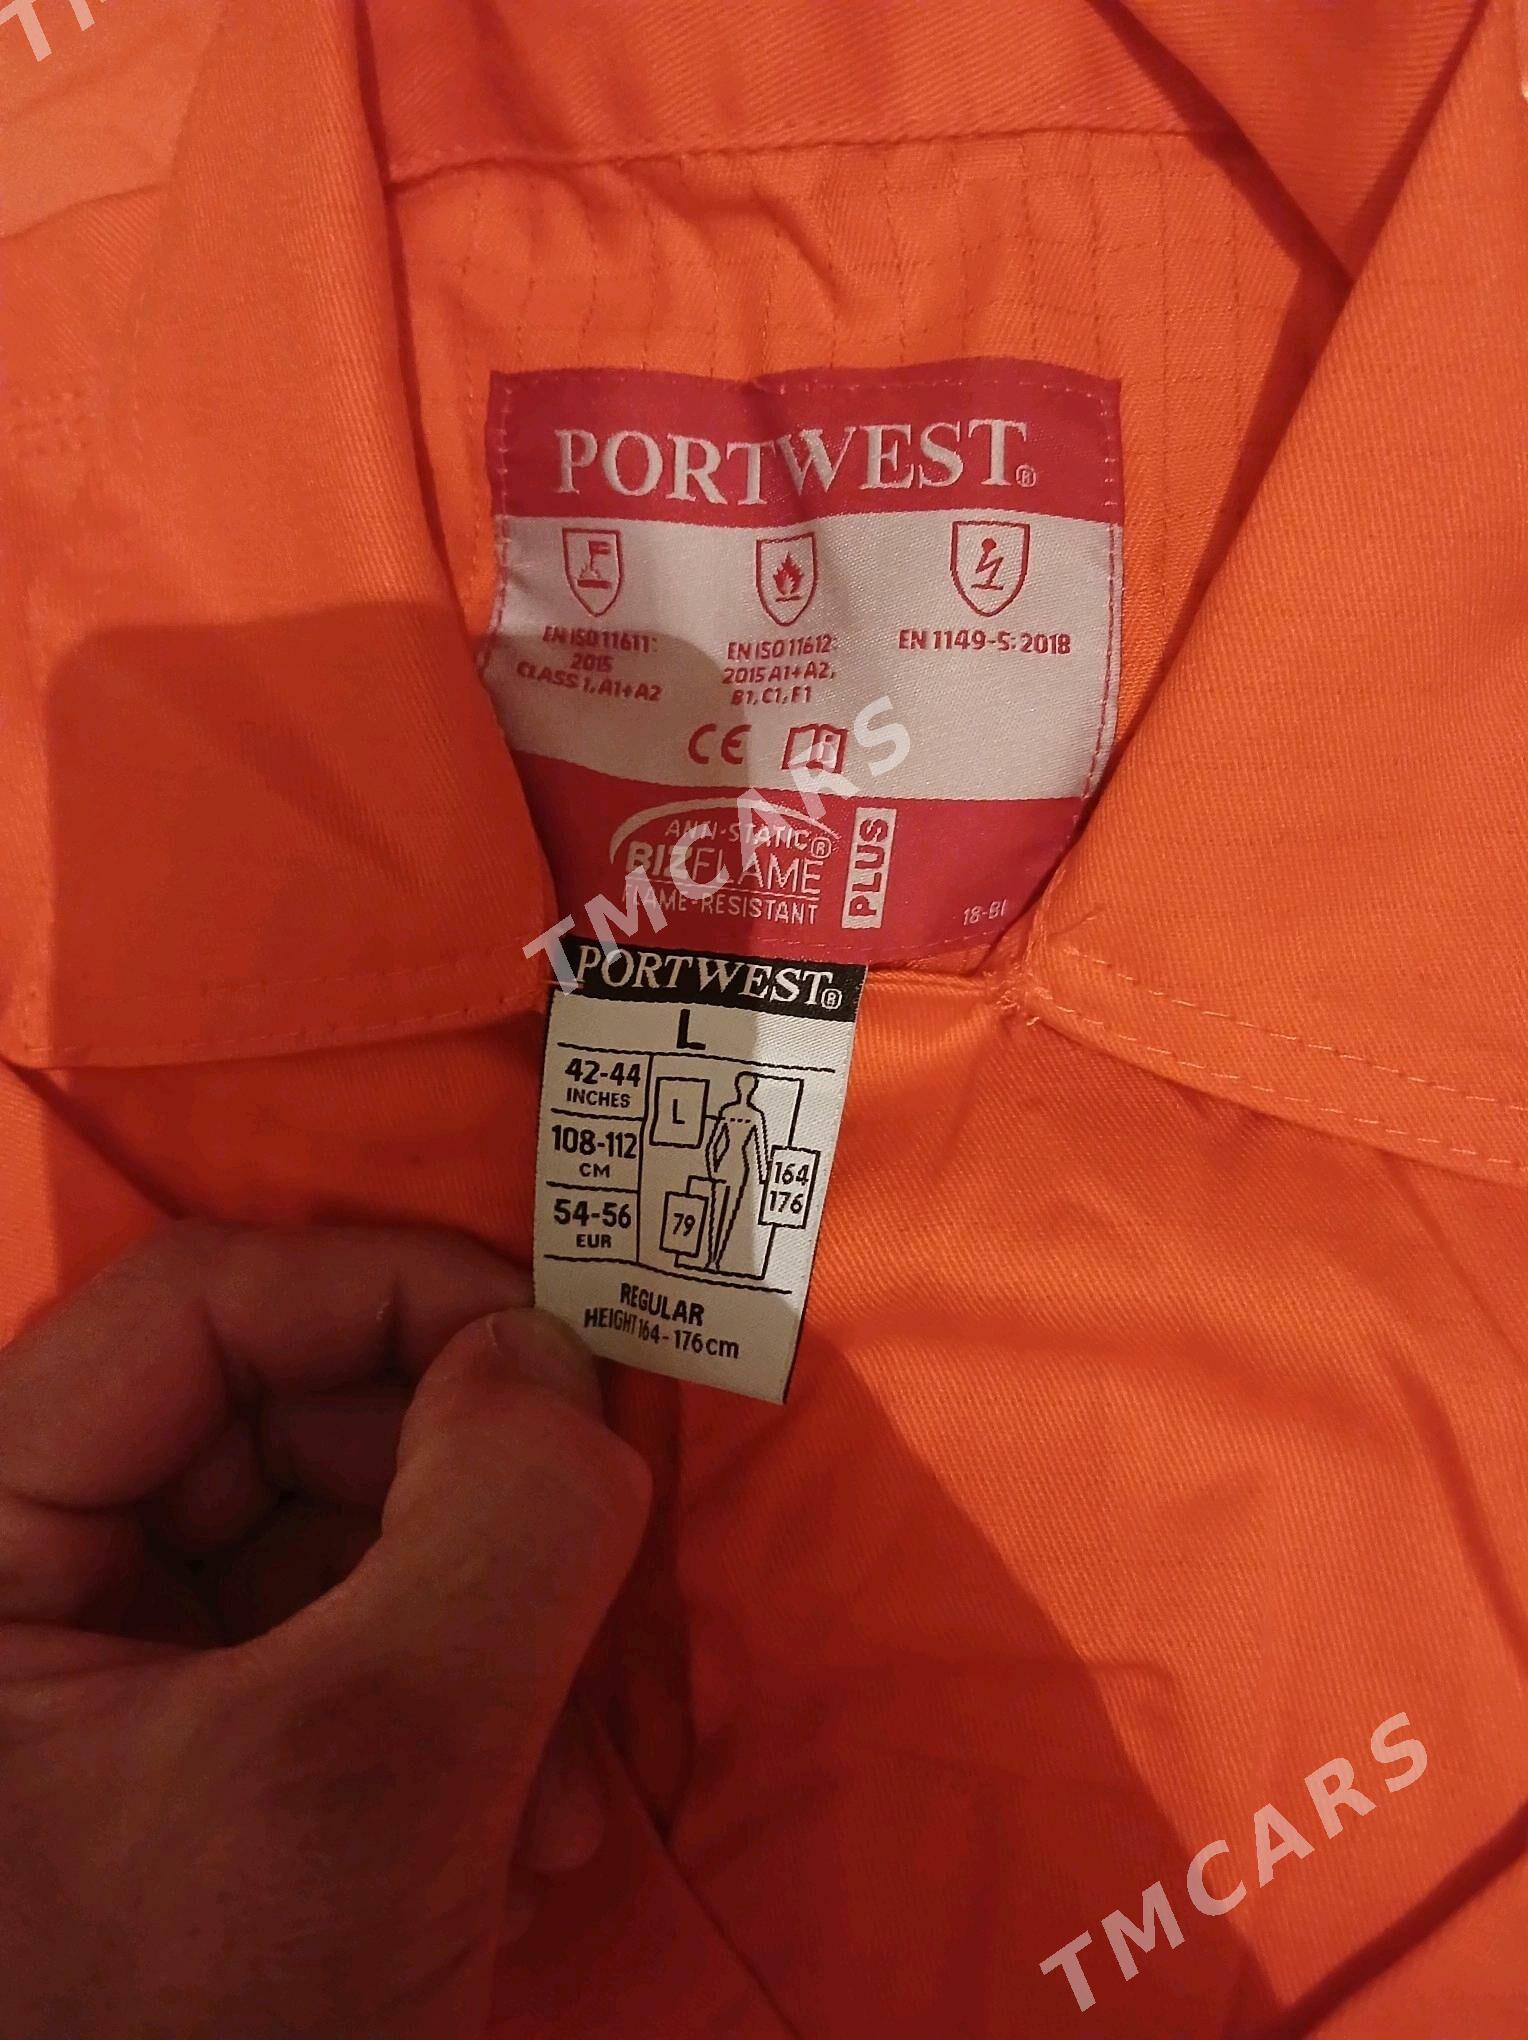 PORTWEST®
EN ISO 11611:
2015
CLASS 1, A1+A2
EN ISO 11612:
2015 A1+A2,
B1, C1, F1
EN 1149-5: 2018
CE
i
ANTI-STATIC
BIZFLAME®
FLAME-RESISTANT
PLUS
PORTWEST®
L
42-44
INCHES
108-112
CM
54-56
EUR
L
164
176
79
REGULAR
HEIGHT 164-176cm
TMCARS
TMCARS